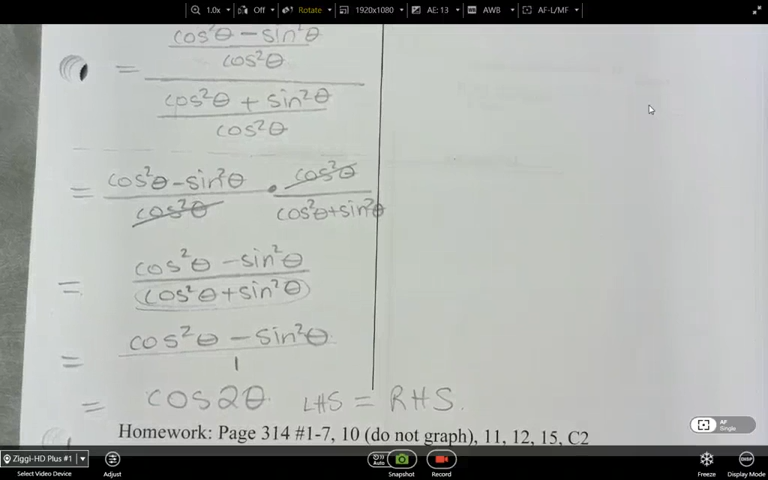 1.0x Off Rotate 1920x1080 AE: 13 AWB AF-L/MF
cos²θ − sin²θ
cos²θ
=
cos²θ + sin²θ
cos²θ
= cos²θ − sin²θ · cos²θ
cos²θ cos²θ + sin²θ
cos²θ − sin²θ
=
(cos²θ + sin²θ)
cos²θ − sin²θ
=
1
= cos2θ LHS = RHS.
Homework: Page 314 #1-7, 10 (do not graph), 11, 12, 15, C2
AF
Single
Ziggi-HD Plus #1 Auto
Select Video Device Adjust Snapshot Record Freeze Display Mode